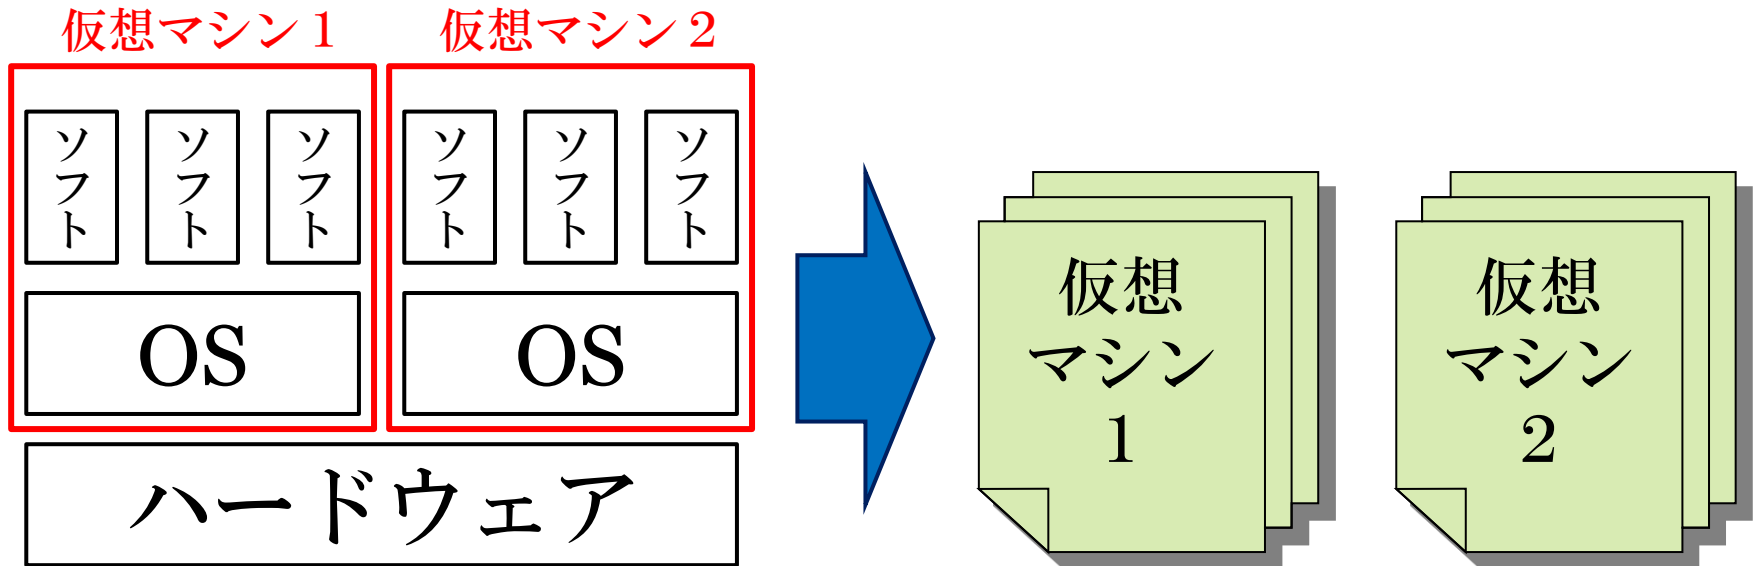 仮想マシン１
仮想マシン２
ソフト
ソフト
ソフト
ソフト
ソフト
ソフト
OS
OS
ハードウェア
仮想
マシン
１
仮想
マシン
２